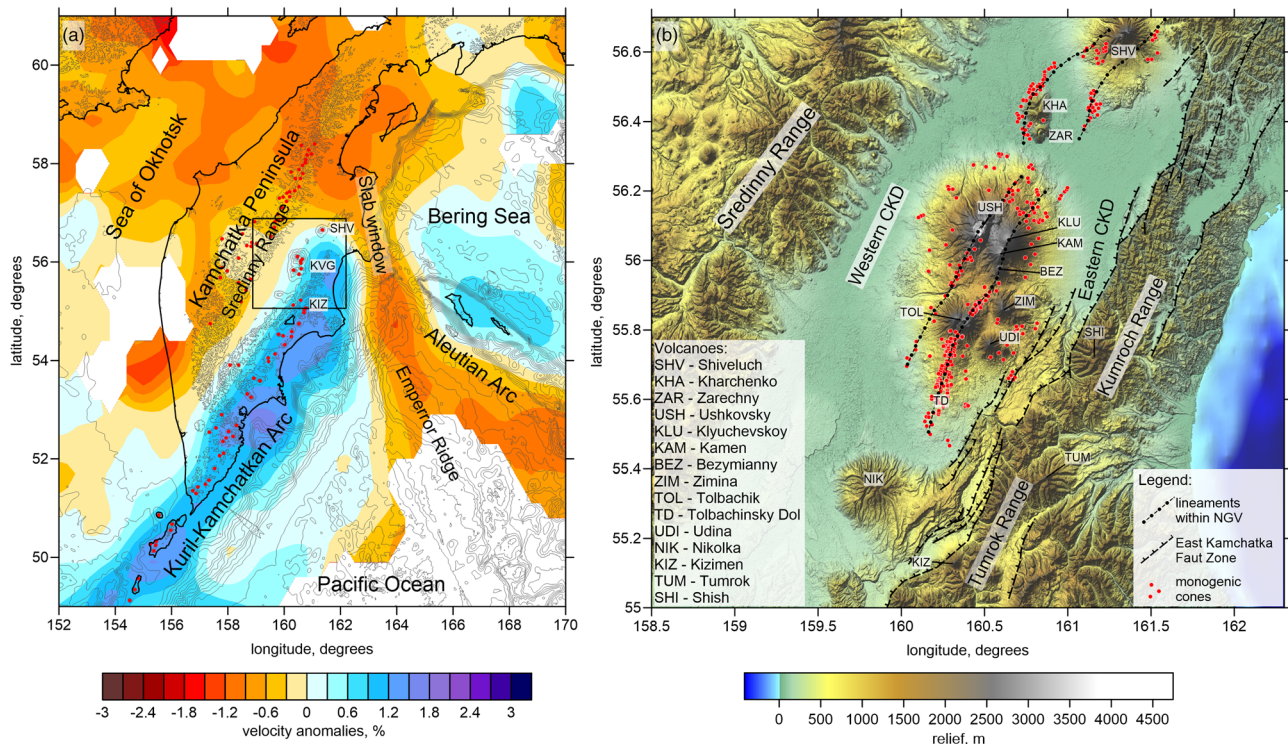 (a)
60
58
56
54
52
50
152 154 156 158 160 162 164 166 168 170
latitude, degrees
longitude, degrees
Sea of Okhotsk
Kamchatka Peninsula
Sredinny Range
Slab window
Bering Sea
SHV
KVG
KIZ
Aleutian Arc
Emperror Ridge
Kuril-Kamchatkan Arc
Pacific Ocean
-3 -2.4 -1.8 -1.2 -0.6 0 0.6 1.2 1.8 2.4 3
velocity anomalies, %
(b)
56.6
56.4
56.2
56
55.8
55.6
55.4
55.2
55
158.5 159 159.5 160 160.5 161 161.5 162
latitude, degrees
longitude, degrees
SHV
KHA
ZAR
Sredinny Range
Western CKD
USH
KLU
KAM
BEZ
Eastern CKD
ZIM
TOL
UDI
SHI
Kumroch Range
TD
TUM
NIK
KIZ
Tumrok Range
Volcanoes:
SHV - Shiveluch
KHA - Kharchenko
ZAR - Zarechny
USH - Ushkovsky
KLU - Klyuchevskoy
KAM - Kamen
BEZ - Bezymianny
ZIM - Zimina
TOL - Tolbachik
TD - Tolbachinsky Dol
UDI - Udina
NIK - Nikolka
KIZ - Kizimen
TUM - Tumrok
SHI - Shish
Legend:
lineaments
within NGV
East Kamchatka
Faut Zone
monogenic
cones
0 500 1000 1500 2000 2500 3000 3500 4000 4500
relief, m